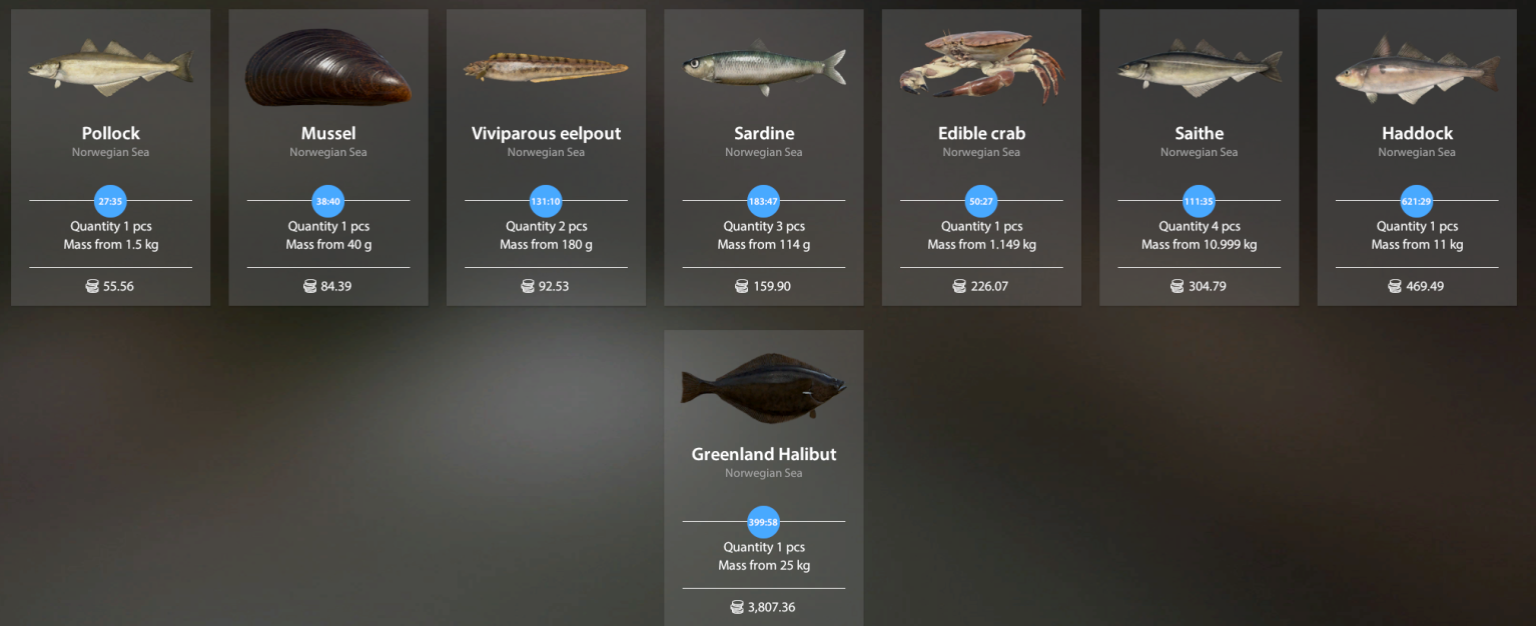 Pollock
Norwegian Sea
27:35
Quantity 1 pcs
Mass from 1.5 kg
55.56
Mussel
Norwegian Sea
38:40
Quantity 1 pcs
Mass from 40 g
84.39
Viviparous eelpout
Norwegian Sea
131:10
Quantity 2 pcs
Mass from 180 g
92.53
Sardine
Norwegian Sea
183:47
Quantity 3 pcs
Mass from 114 g
159.90
Edible crab
Norwegian Sea
50:27
Quantity 1 pcs
Mass from 1.149 kg
226.07
Saithe
Norwegian Sea
111:35
Quantity 4 pcs
Mass from 10.999 kg
304.79
Haddock
Norwegian Sea
621:29
Quantity 1 pcs
Mass from 11 kg
469.49
Greenland Halibut
Norwegian Sea
399:58
Quantity 1 pcs
Mass from 25 kg
3,807.36